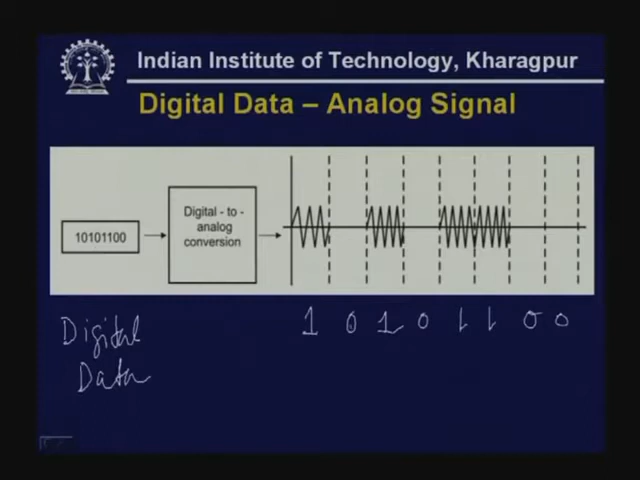 Indian Institute of Technology, Kharagpur
Digital Data – Analog Signal
10101100
Digital - to -
analog
conversion
1 0 1 0 1 1 0 0
Digital
Data